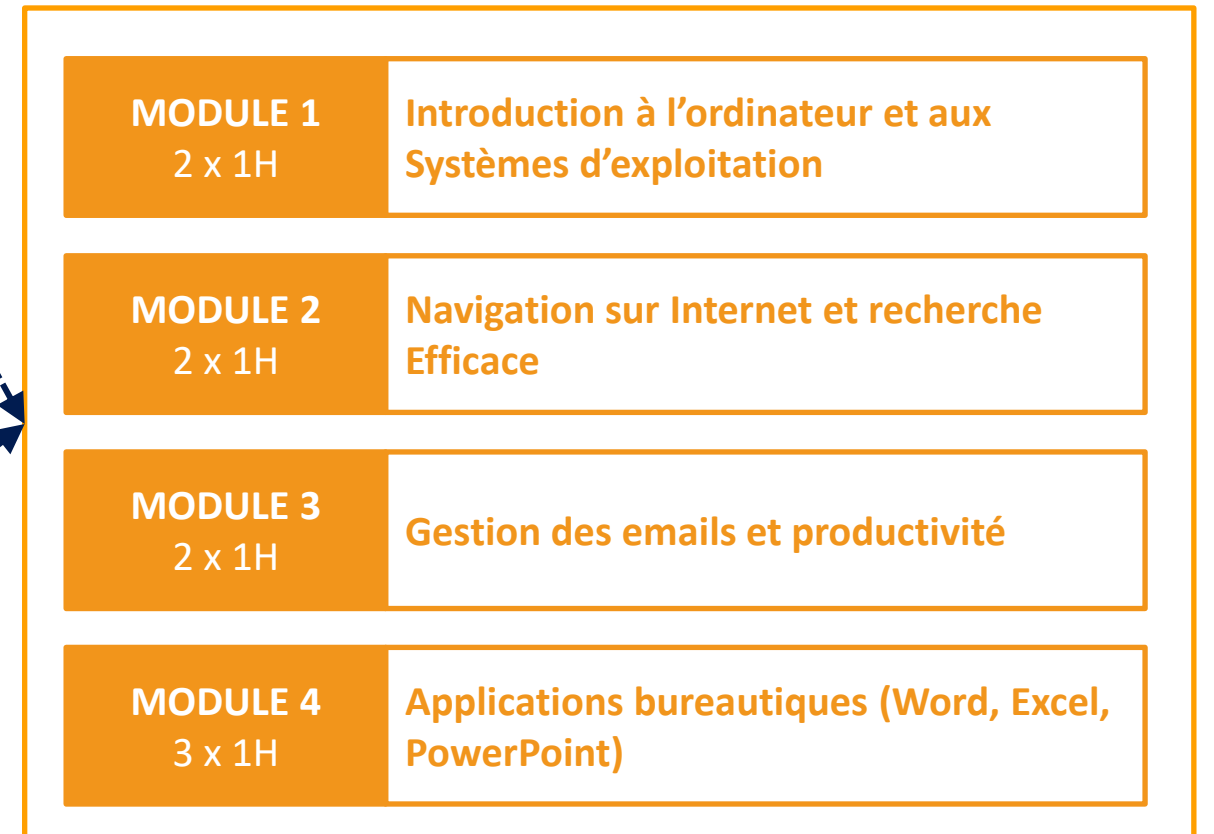 MODULE 1
2 x 1H
Introduction à l’ordinateur et aux
Systèmes d’exploitation
MODULE 2
2 x 1H
Navigation sur Internet et recherche
Efficace
MODULE 3
2 x 1H
Gestion des emails et productivité
MODULE 4
3 x 1H
Applications bureautiques (Word, Excel,
PowerPoint)